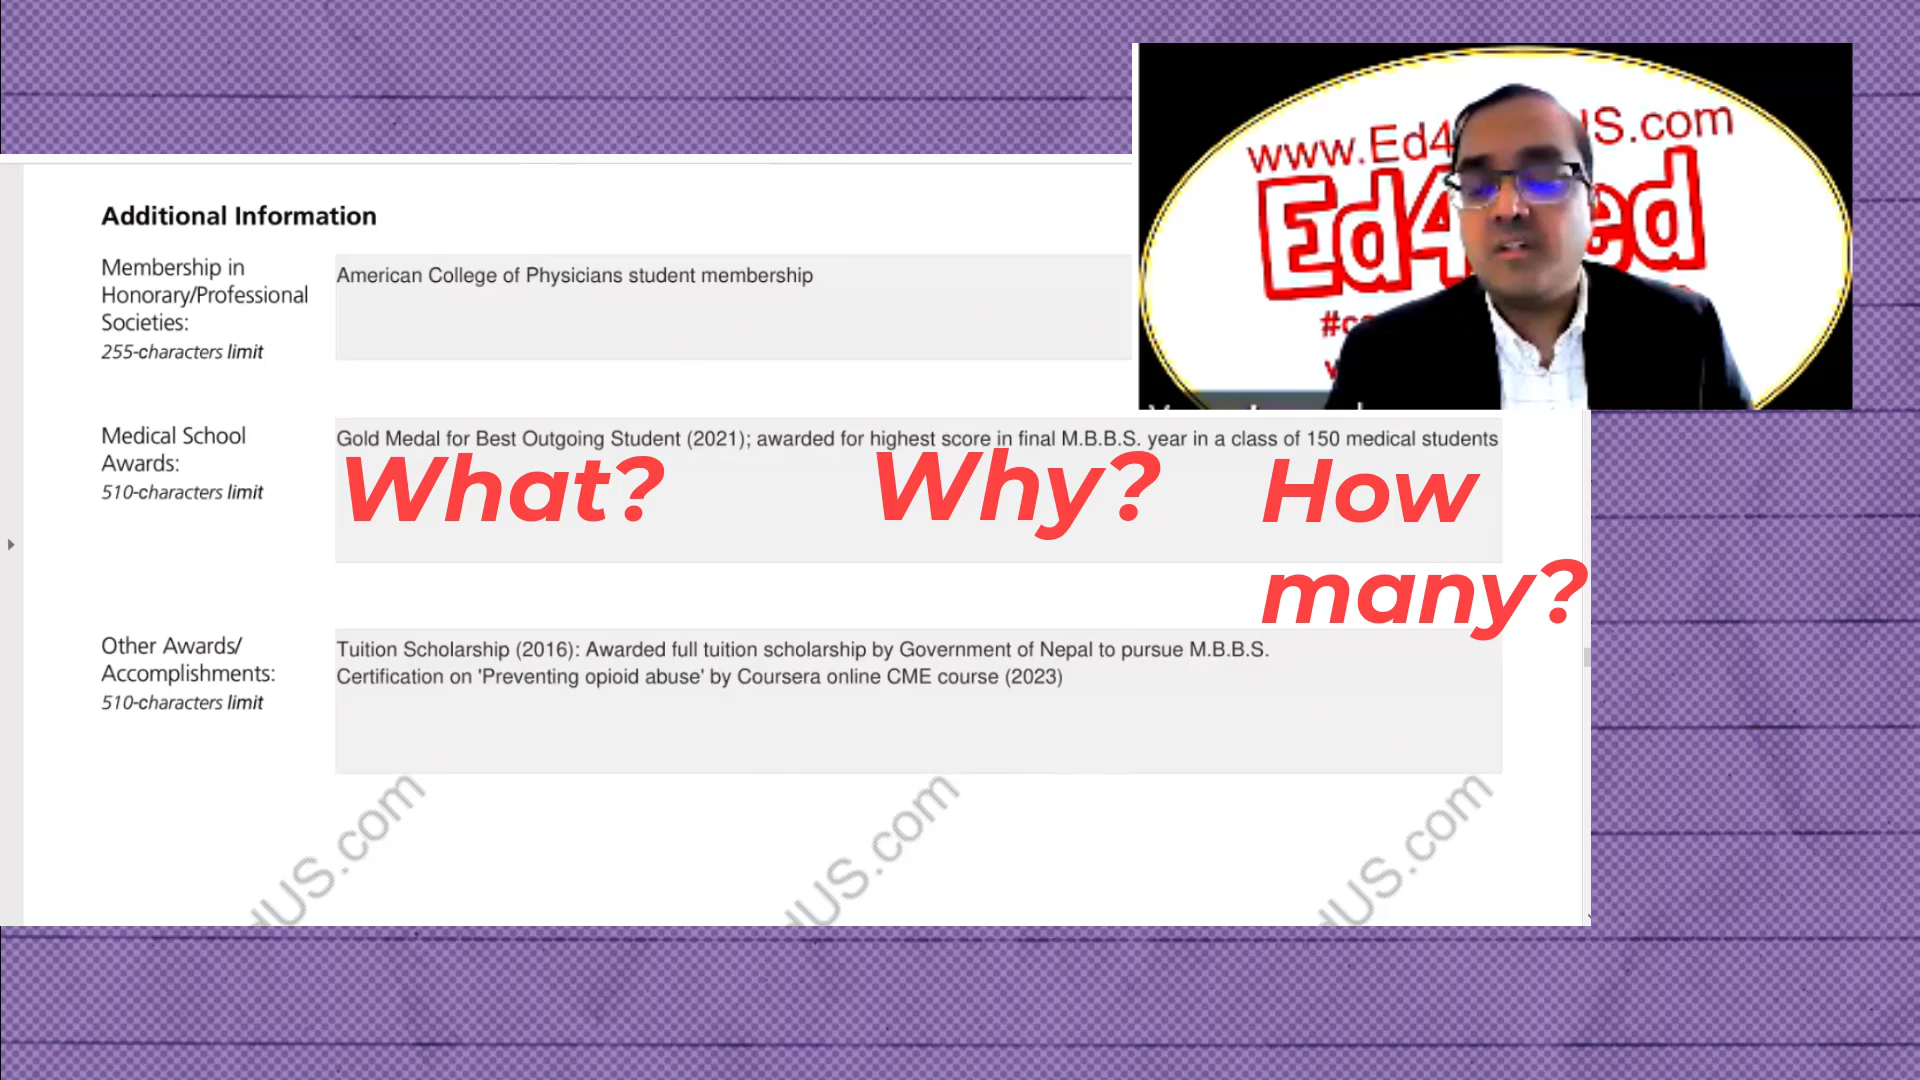 www.Ed4 US.com
Ed4 ed
Additional Information
Membership in
Honorary/Professional
Societies:
255-characters limit
American College of Physicians student membership
Medical School
Awards:
510-characters limit
Gold Medal for Best Outgoing Student (2021); awarded for highest score in final M.B.B.S. year in a class of 150 medical students
What? Why? How
many?
Other Awards/
Accomplishments:
510-characters limit
Tuition Scholarship (2016): Awarded full tuition scholarship by Government of Nepal to pursue M.B.B.S.
Certification on 'Preventing opioid abuse' by Coursera online CME course (2023)
dUS.com
dUS.com
dUS.com